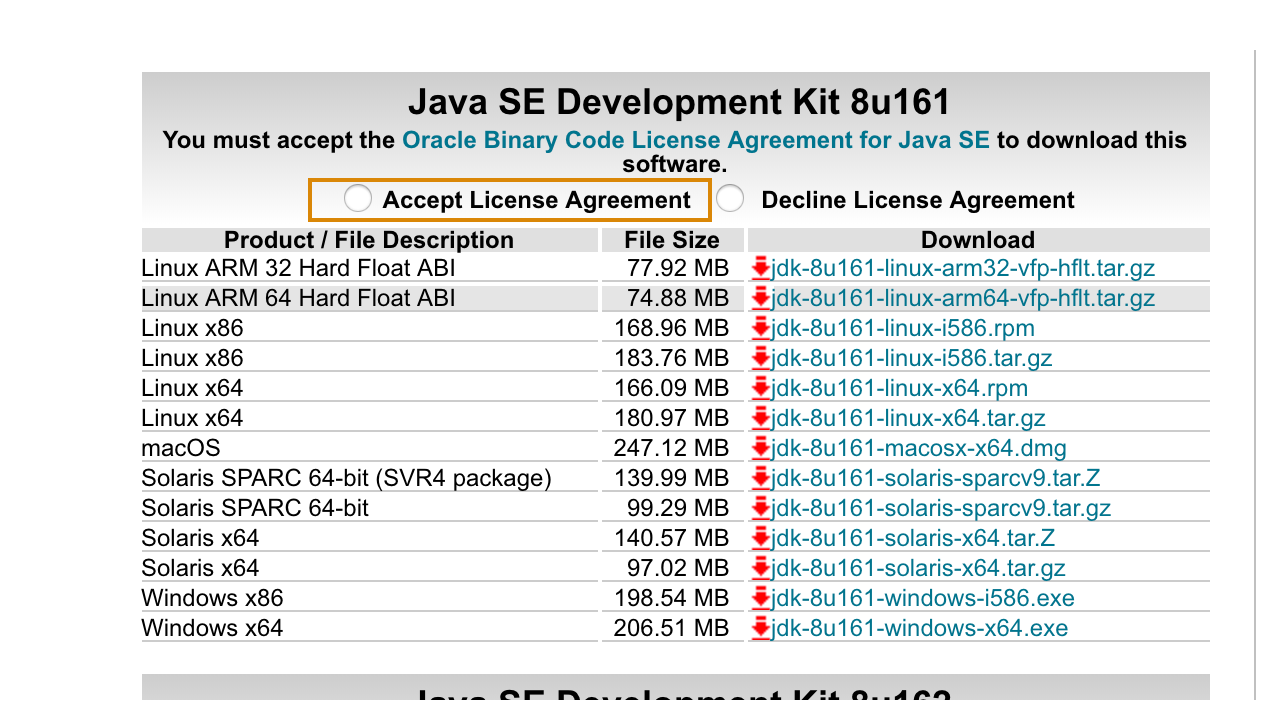 Java SE Development Kit 8u161
You must accept the Oracle Binary Code License Agreement for Java SE to download this
software.
Accept License Agreement Decline License Agreement
Product / File Description File Size Download
Linux ARM 32 Hard Float ABI 77.92 MB jdk-8u161-linux-arm32-vfp-hflt.tar.gz
Linux ARM 64 Hard Float ABI 74.88 MB jdk-8u161-linux-arm64-vfp-hflt.tar.gz
Linux x86 168.96 MB jdk-8u161-linux-i586.rpm
Linux x86 183.76 MB jdk-8u161-linux-i586.tar.gz
Linux x64 166.09 MB jdk-8u161-linux-x64.rpm
Linux x64 180.97 MB jdk-8u161-linux-x64.tar.gz
macOS 247.12 MB jdk-8u161-macosx-x64.dmg
Solaris SPARC 64-bit (SVR4 package) 139.99 MB jdk-8u161-solaris-sparcv9.tar.Z
Solaris SPARC 64-bit 99.29 MB jdk-8u161-solaris-sparcv9.tar.gz
Solaris x64 140.57 MB jdk-8u161-solaris-x64.tar.Z
Solaris x64 97.02 MB jdk-8u161-solaris-x64.tar.gz
Windows x86 198.54 MB jdk-8u161-windows-i586.exe
Windows x64 206.51 MB jdk-8u161-windows-x64.exe
Java SE Development Kit 8u162